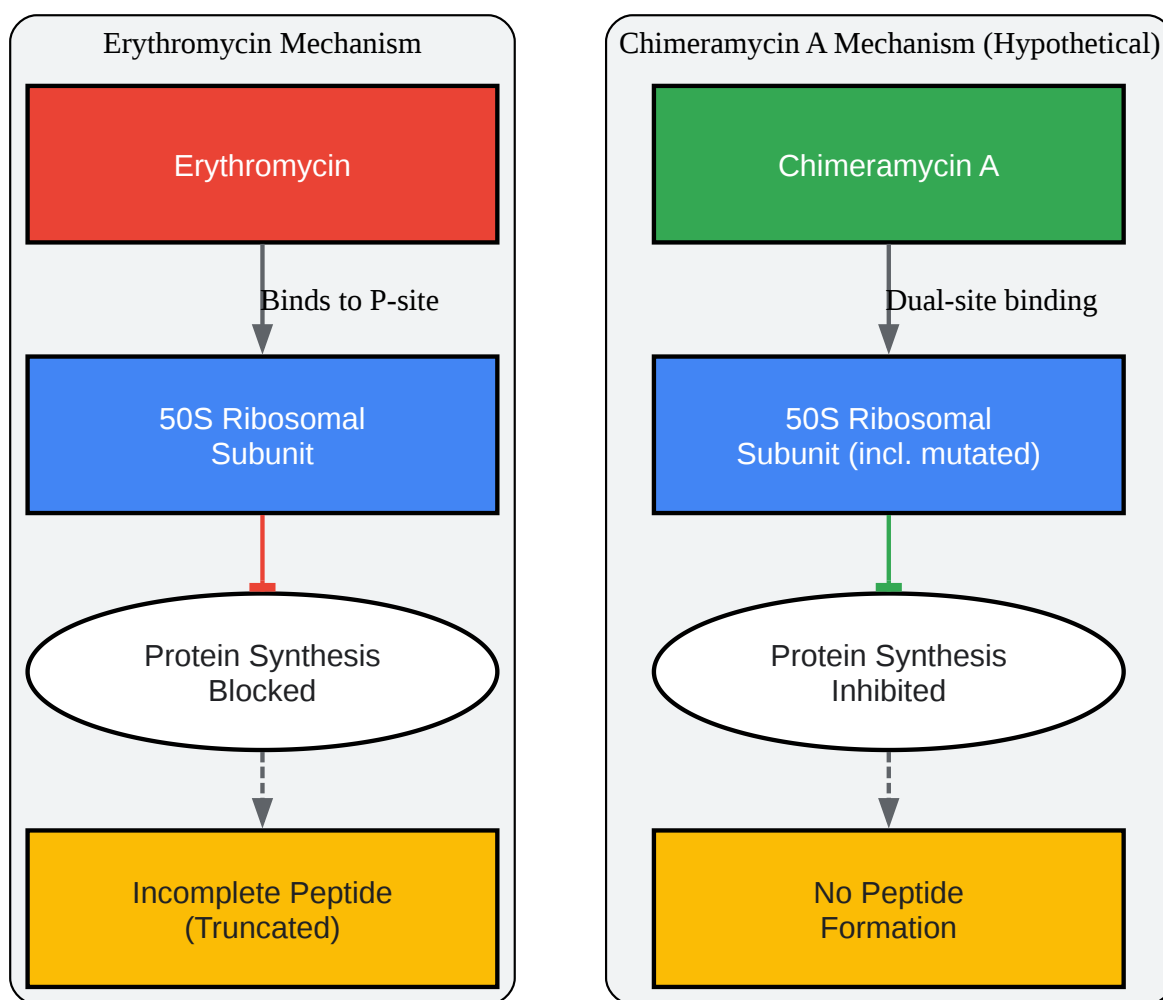 Erythromycin Mechanism
Erythromycin
Binds to P-site
50S Ribosomal
Subunit
Protein Synthesis
Blocked
Incomplete Peptide
(Truncated)
Chimeramycin A Mechanism (Hypothetical)
Chimeramycin A
Dual-site binding
50S Ribosomal
Subunit (incl. mutated)
Protein Synthesis
Inhibited
No Peptide
Formation